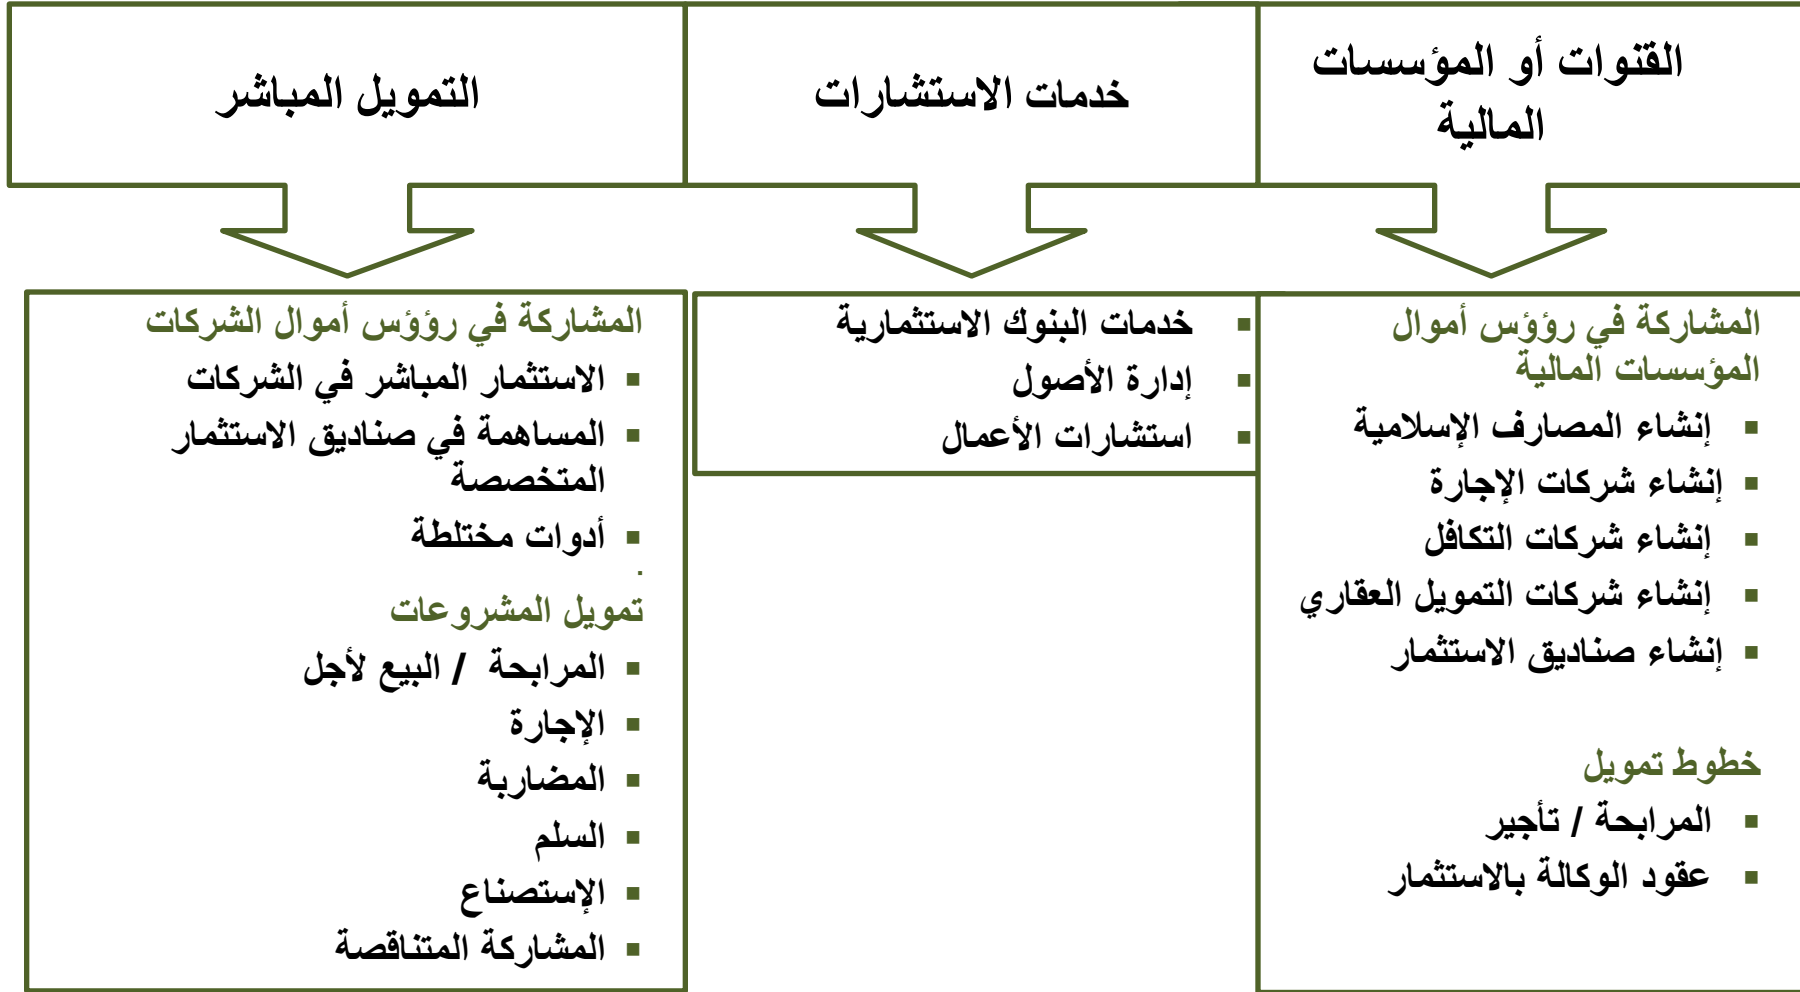 القنوات أو المؤسسات
المالية
خدمات الاستشارات
التمويل المباشر
المشاركة في رؤؤس أموال
المؤسسات المالية
▪ إنشاء المصارف الإسلامية
▪ إنشاء شركات الإجارة
▪ إنشاء شركات التكافل
▪ إنشاء شركات التمويل العقاري
▪ إنشاء صناديق الاستثمار
خطوط تمويل
▪ المرابحة / تأجير
▪ عقود الوكالة بالاستثمار
▪ خدمات البنوك الاستثمارية
▪ إدارة الأصول
▪ استشارات الأعمال
المشاركة في رؤؤس أموال الشركات
▪ الاستثمار المباشر في الشركات
▪ المساهمة في صناديق الاستثمار
المتخصصة
▪ أدوات مختلطة
.
تمويل المشروعات
▪ المرابحة / البيع لأجل
▪ الإجارة
▪ المضاربة
▪ السلم
▪ الإستصناع
▪ المشاركة المتناقصة